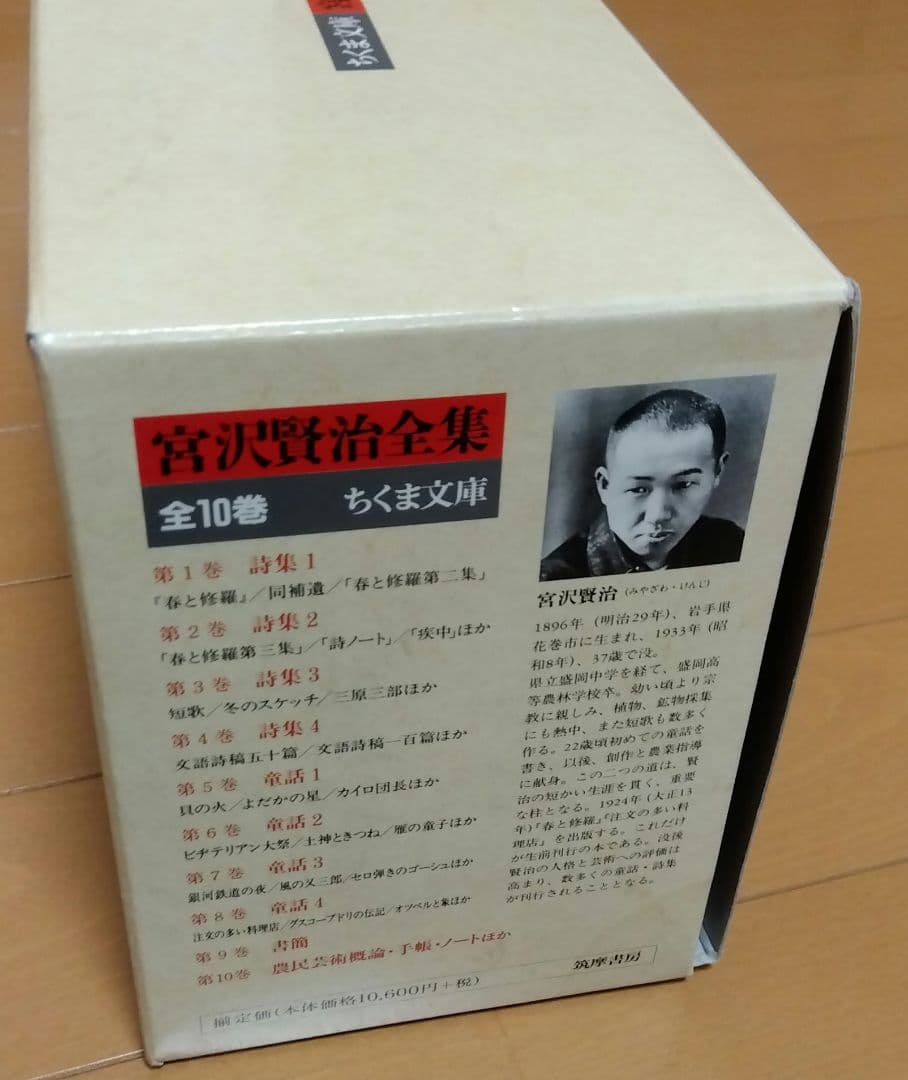 ちくま文庫
宮沢賢治全集
全10巻 ちくま文庫
第1巻 詩集1
『春と修羅』/同補遺/「春と修羅第二集」
第2巻 詩集2
「春と修羅第三集」/「詩ノート」/「疾中」ほか
第3巻 詩集3
短歌/冬のスケッチ/三原三部ほか
第4巻 詩集4
文語詩稿五十篇/文語詩稿一百篇ほか
第5巻 童話1
貝の火/よだかの星/カイロ団長ほか
第6巻 童話2
ビヂテリアン大祭/土神ときつね/雁の童子ほか
第7巻 童話3
銀河鉄道の夜/風の又三郎/セロ弾きのゴーシュほか
第8巻 童話4
注文の多い料理店/グスコーブドリの伝記/オツベルと象ほか
第9巻 書簡
第10巻 農民芸術概論・手帳・ノートほか
揃定価(本体価格10,600円+税)
筑摩書房
宮沢賢治 (みやざわ・けんじ)
1896年 (明治29年)、岩手県
花巻市に生まれ、1933年 (昭
和8年)、37歳で没。
県立盛岡中学を経て、盛岡高
等農林学校卒。幼い頃より宗
教に親しみ、植物、鉱物採集
にも熱中、また短歌も数多く
作る。22歳頃初めての童話を
書き、以後、創作と農業指導
に献身。この二つの道は、賢
治の短かい生涯を貫く、重要
な柱となる。1924年 (大正13
年)『春と修羅』『注文の多い料
理店』を出版する。これだけ
が生前刊行の本である。没後
賢治の人格と芸術への評価は
高まり、数多くの童話・詩集
が刊行されることとなる。